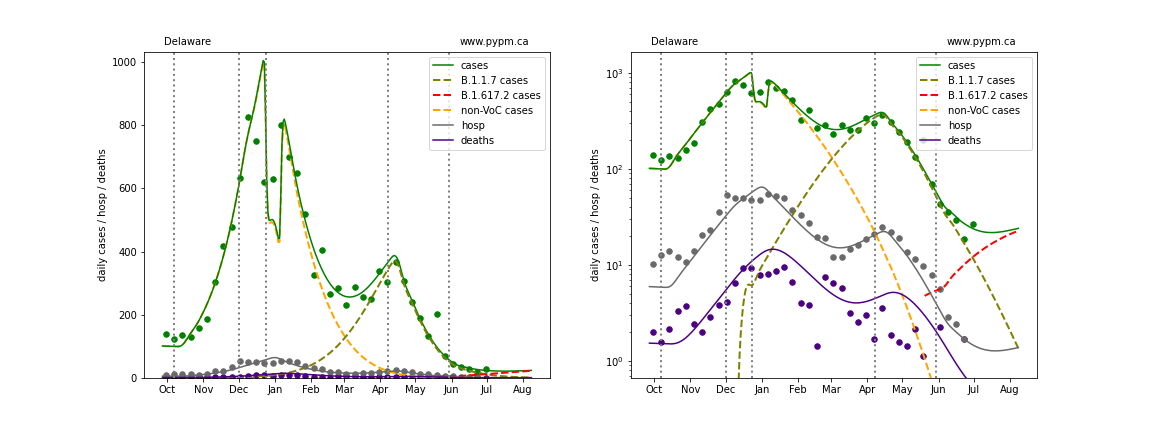 Delaware www.pypm.ca
1000
800
600
400
200
0
daily cases / hosp / deaths
cases
B.1.1.7 cases
B.1.617.2 cases
non-VoC cases
hosp
deaths
Oct Nov Dec Jan Feb Mar Apr May Jun Jul Aug
Delaware www.pypm.ca
10³
10²
10¹
10⁰
daily cases / hosp / deaths
cases
B.1.1.7 cases
B.1.617.2 cases
non-VoC cases
hosp
deaths
Oct Nov Dec Jan Feb Mar Apr May Jun Jul Aug